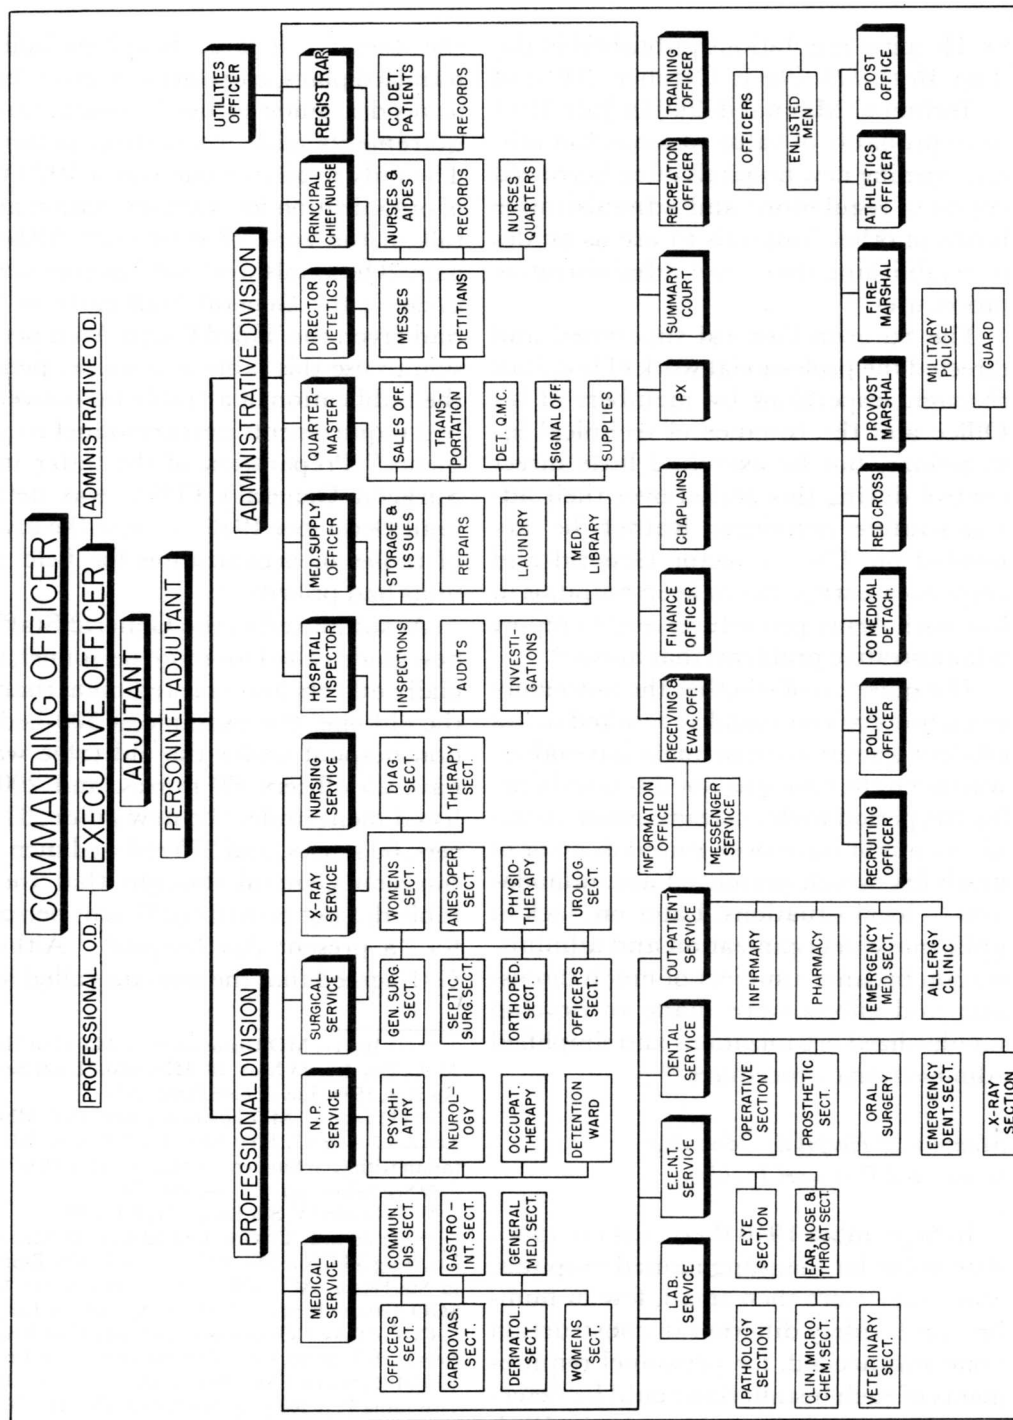 COMMANDING OFFICER
PROFESSIONAL O.D.
EXECUTIVE OFFICER
ADMINISTRATIVE O.D.
ADJUTANT
PERSONNEL ADJUTANT
PROFESSIONAL DIVISION
ADMINISTRATIVE DIVISION
UTILITIES
OFFICER
MEDICAL
SERVICE
OFFICERS
SECT.
COMMUN.
DIS. SECT.
CARDIOVAS.
SECT.
GASTRO-
INT. SECT.
DERMATOL.
SECT.
GENERAL
MED. SECT.
WOMENS
SECT.
N. P.
SERVICE
PSYCHI-
ATRY
NEUROL=
OGY
OCCUPAT.
THERAPY
DETENTION
WARD
SURGICAL
SERVICE
GEN. SURG.
SECT.
WOMENS
SECT.
SEPTIC
SURG. SECT.
ANES. OPER.
SECT.
ORTHOPED.
SECT.
PHYSIO-
THERAPY
OFFICERS
SECT.
UROLOG
SECT.
X-RAY
SERVICE
DIAG.
SECT.
THERAPY
SECT.
NURSING
SERVICE
HOSPITAL
INSPECTOR
INSPECTIONS
AUDITS
INVESTI-
GATIONS
MED. SUPPLY
OFFICER
STORAGE &
ISSUES
REPAIRS
LAUNDRY
MED.
LIBRARY
QUARTER-
MASTER
SALES OFF.
TRANS-
PORTATION
DET. Q.M.C.
SIGNAL OFF.
SUPPLIES
DIRECTOR
DIETETICS
MESSES
DIETITIANS
PRINCIPAL
CHIEF NURSE
NURSES &
AIDES
RECORDS
NURSES
QUARTERS
REGISTRAR
CO DET.
PATIENTS
RECORDS
LAB.
SERVICE
PATHOLOGY
SECTION
CLIN. MICRO.
CHEM. SECT.
VETERINARY
SECT.
E.E.N.T.
SERVICE
EYE
SECTION
EAR, NOSE &
THROAT SECT.
DENTAL
SERVICE
OPERATIVE
SECTION
PROSTHETIC
SECT.
ORAL
SURGERY
EMERGENCY
DENT. SECT.
X-RAY
SECTION
OUTPATIENT
SERVICE
INFIRMARY
PHARMACY
EMERGENCY
MED. SECT.
ALLERGY
CLINIC
RECEIVING &
EVAC. OFF.
INFORMATION
OFFICE
MESSENGER
SERVICE
FINANCE
OFFICER
CHAPLAINS
PX
SUMMARY
COURT
RECREATION
OFFICER
TRAINING
OFFICER
OFFICERS
ENLISTED
MEN
RECRUITING
OFFICER
POLICE
OFFICER
CO MEDICAL
DETACH.
RED CROSS
PROVOST
MARSHAL
MILITARY
POLICE
GUARD
FIRE
MARSHAL
ATHLETICS
OFFICER
POST
OFFICE